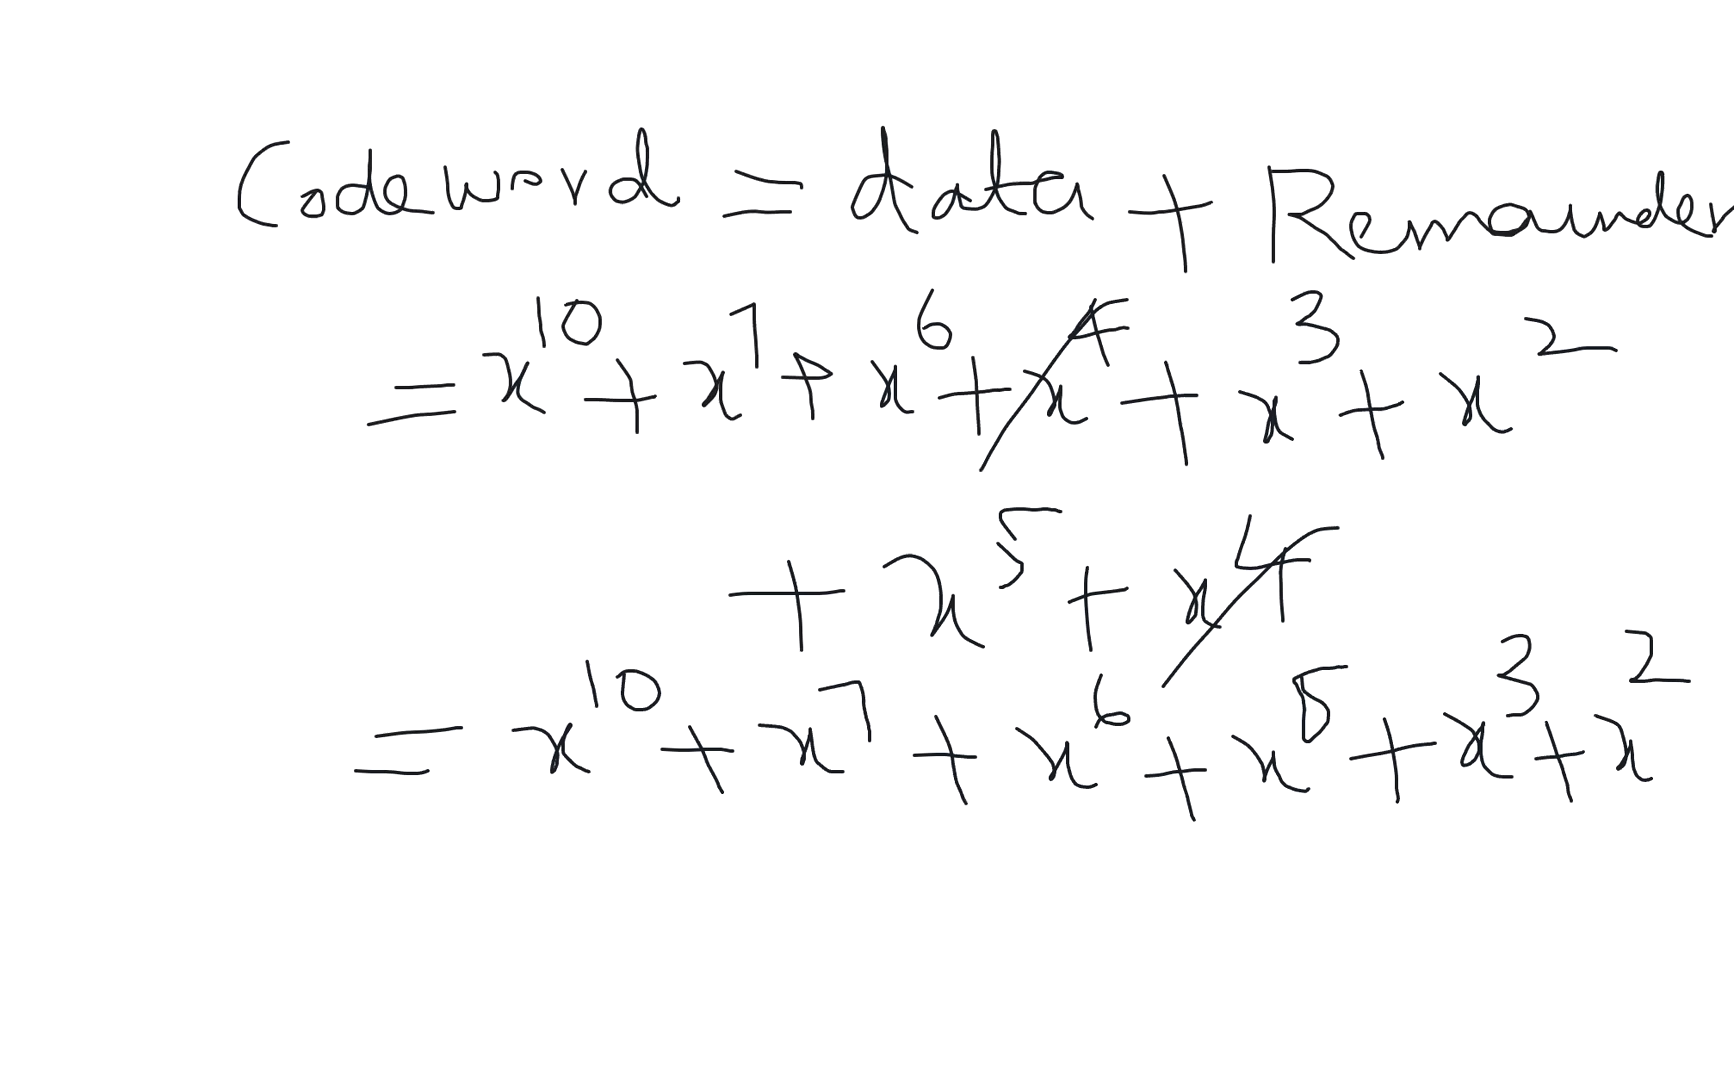 Codeword = data + Remainder
= x^10 + x^7 + x^6 + x^4 + x^3 + x^2
+ x^5 + x^4
= x^10 + x^7 + x^6 + x^5 + x^3 + x^2